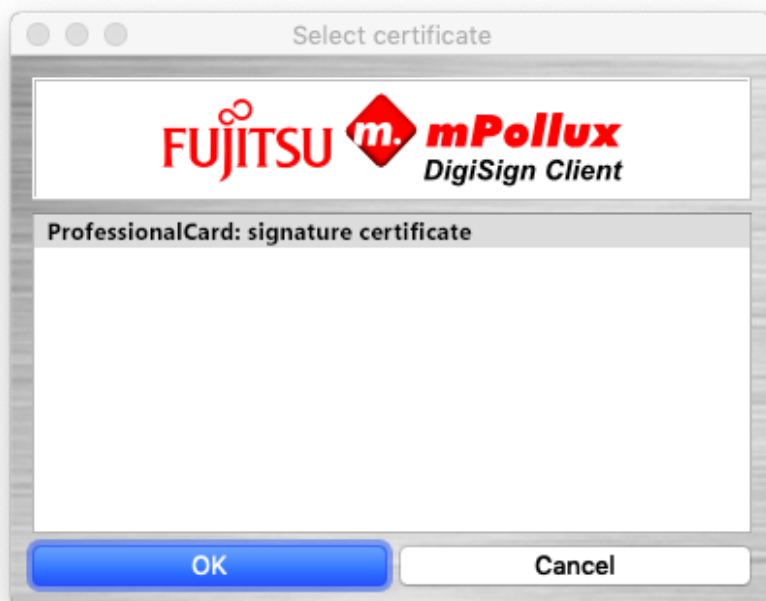 Select certificate
FUJITSU m. mPollux
DigiSign Client
ProfessionalCard: signature certificate
OK Cancel